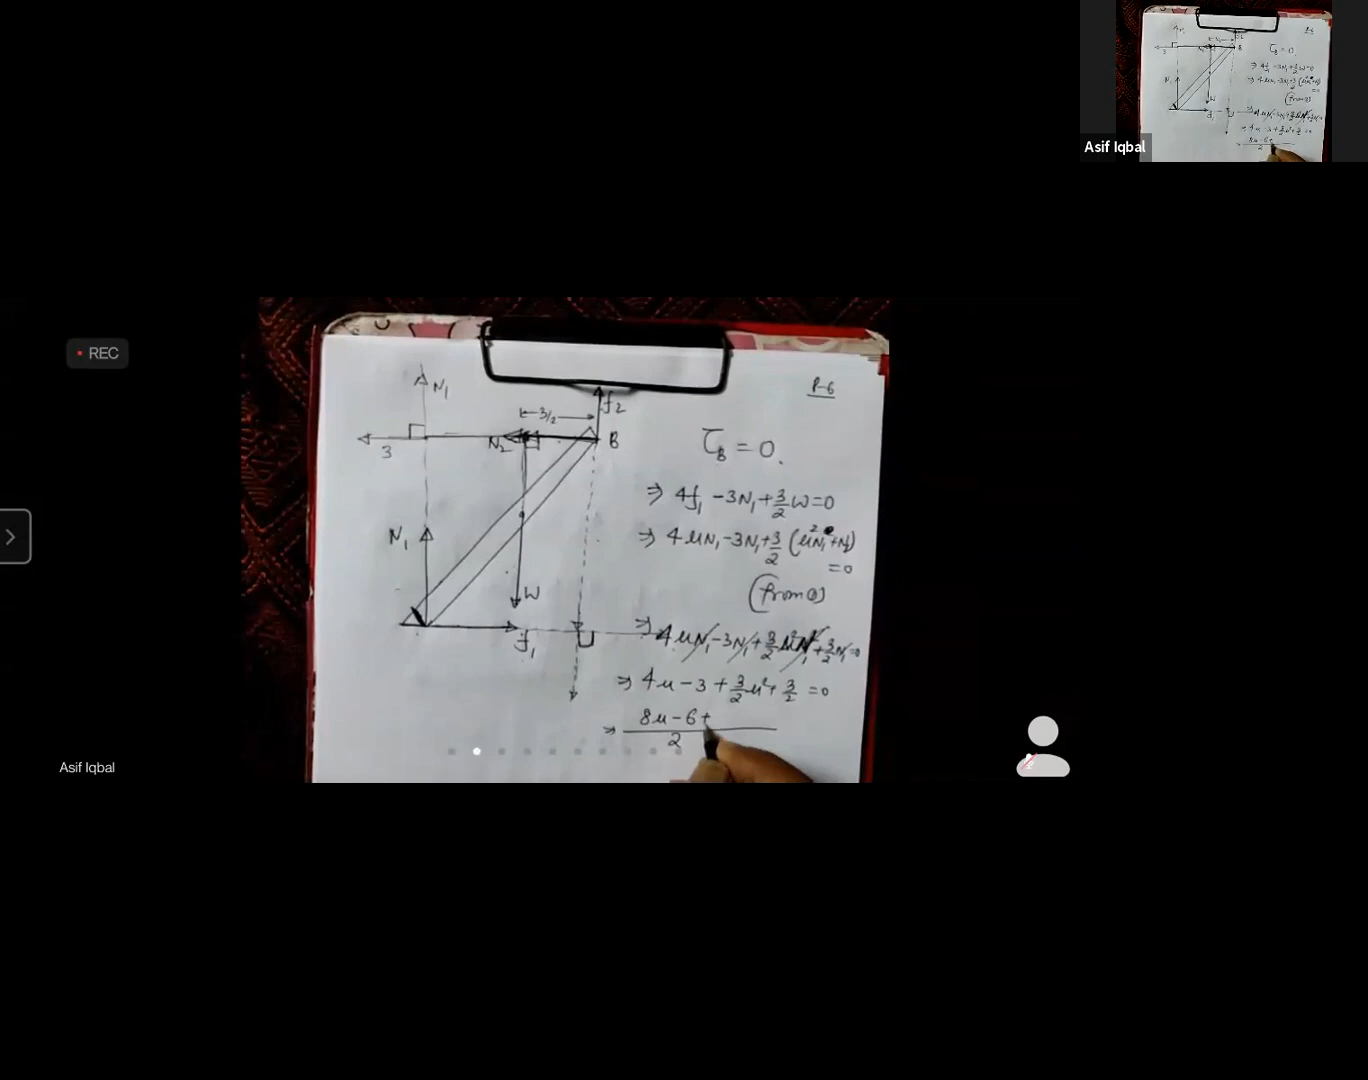 Asif Iqbal
REC
P-6
N₁
f₂
3/2
3
N₂
B
τ_B = 0.
⇒ 4f₁ - 3N₁ + 3/2 W = 0
N₁
⇒ 4μN₁ - 3N₁ + 3/2 (μ²N₁ + N₁)
= 0
W
(from ①)
f₁
⇒ 4μN₁ - 3N₁ + 3/2 μ²N₁ + 3/2 N₁ = 0
⇒ 4μ - 3 + 3/2 μ² + 3/2 = 0
⇒ 8μ - 6 +
2
Asif Iqbal